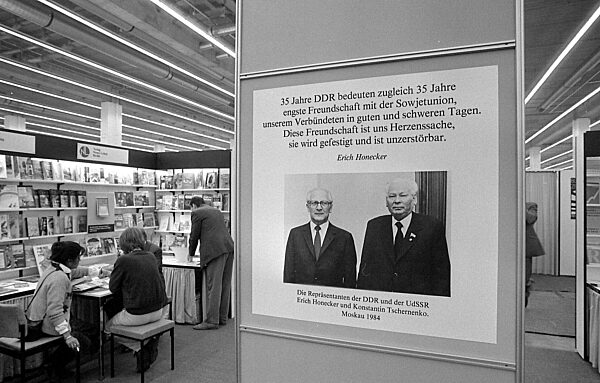 35 Jahre DDR bedeuten zugleich 35 Jahre
engste Freundschaft mit der Sowjetunion,
unserem Verbündeten in guten und schweren Tagen.
Diese Freundschaft ist uns Herzenssache,
sie wird gefestigt und ist unzerstörbar.
Erich Honecker
Die Repräsentanten der DDR und der UdSSR
Erich Honecker und Konstantin Tschernenko.
Moskau 1984